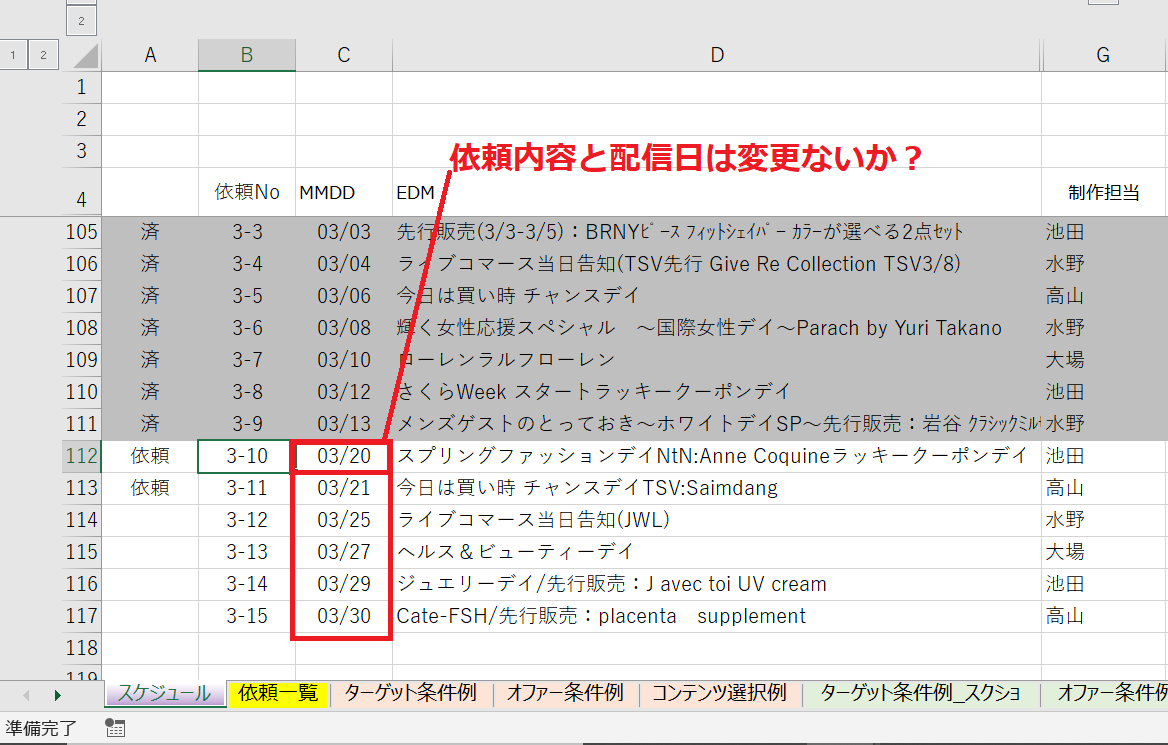 2
1 2 A B C D G
1
2
3
依頼内容と配信日は変更ないか？
4 依頼No MMDD EDM 制作担当
105 済 3-3 03/03 先行販売(3/3-3/5)：BRNYﾋﾟｰｽ ﾌｨｯﾄｼｪｲﾊﾟｰ ｶﾗｰが選べる2点ｾｯﾄ 池田
106 済 3-4 03/04 ライブコマース当日告知(TSV先行 Give Re Collection TSV3/8) 水野
107 済 3-5 03/06 今日は買い時 チャンスデイ 高山
108 済 3-6 03/08 輝く女性応援スペシャル　～国際女性デイ～Parach by Yuri Takano 水野
109 済 3-7 03/10 ローレンラルフローレン 大場
110 済 3-8 03/12 さくらWeek スタートラッキークーポンデイ 池田
111 済 3-9 03/13 メンズゲストのとっておき～ホワイトデイSP～先行販売：岩谷 ｸﾗｼｯｸﾐﾙｻ 水野
112 依頼 3-10 03/20 スプリングファッションデイNtN:Anne Coquineラッキークーポンデイ 池田
113 依頼 3-11 03/21 今日は買い時 チャンスデイTSV:Saimdang 高山
114 3-12 03/25 ライブコマース当日告知(JWL) 水野
115 3-13 03/27 ヘルス＆ビューティーデイ 大場
116 3-14 03/29 ジュエリーデイ/先行販売：J avec toi UV cream 池田
117 3-15 03/30 Cate-FSH/先行販売：placenta　supplement 高山
118
119
スケジュール 依頼一覧 ターゲット条件例 オファー条件例 コンテンツ選択例 ターゲット条件例_スクショ オファー条件例
準備完了